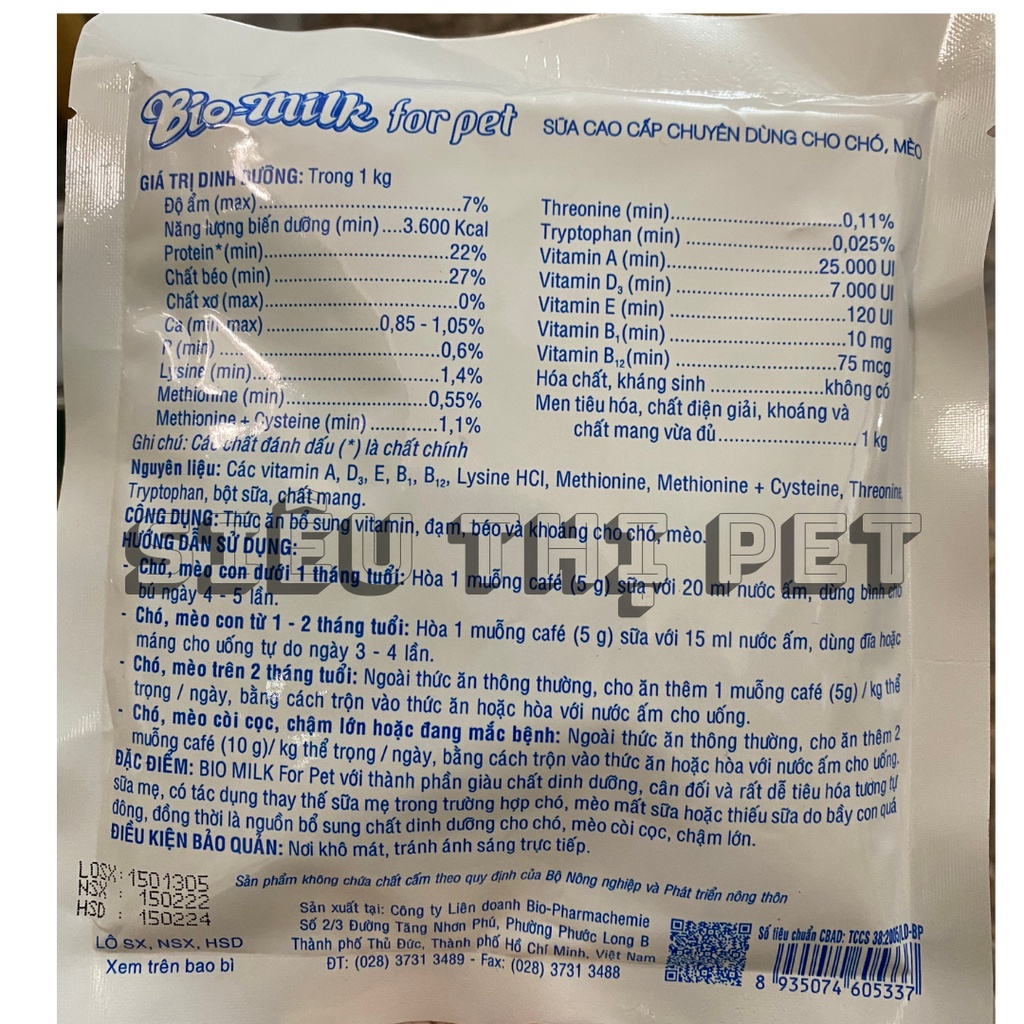 Bio-milk for pet SỮA CAO CẤP CHUYÊN DÙNG CHO CHÓ, MÈO
GIÁ TRỊ DINH DƯỠNG: Trong 1 kg
Độ ẩm (max)..........7%
Năng lượng biến dưỡng (min)....3.600 Kcal
Protein*(min)..........22%
Chất béo (min)..........27%
Chất xơ (max)..........0%
Ca (min-max)..........0,85 - 1,05%
P (min)..........0,6%
Lysine (min)..........1,4%
Methionine (min)..........0,55%
Methionine + Cysteine (min)..........1,1%
Ghi chú: Các chất đánh dấu (*) là chất chính
Threonine (min)..........0,11%
Tryptophan (min)..........0,025%
Vitamin A (min)..........25.000 UI
Vitamin D₃ (min)..........7.000 UI
Vitamin E (min)..........120 UI
Vitamin B₁(min)..........10 mg
Vitamin B₁₂(min)..........75 mcg
Hóa chất, kháng sinh..........không có
Men tiêu hóa, chất điện giải, khoáng và
chất mang vừa đủ..........1 kg
Nguyên liệu: Các vitamin A, D₃, E, B₁, B₁₂, Lysine HCl, Methionine, Methionine + Cysteine, Threonine,
Tryptophan, bột sữa, chất mang.
CÔNG DỤNG: Thức ăn bổ sung vitamin, đạm, béo và khoáng cho chó, mèo.
SIÊU THỊ PET
HƯỚNG DẪN SỬ DỤNG:
- Chó, mèo con dưới 1 tháng tuổi: Hòa 1 muỗng café (5 g) sữa với 20 ml nước ấm, dùng bình cho
bú ngày 4 - 5 lần.
- Chó, mèo con từ 1 - 2 tháng tuổi: Hòa 1 muỗng café (5 g) sữa với 15 ml nước ấm, dùng đĩa hoặc
máng cho uống tự do ngày 3 - 4 lần.
- Chó, mèo trên 2 tháng tuổi: Ngoài thức ăn thông thường, cho ăn thêm 1 muỗng café (5g) / kg thể
trọng / ngày, bằng cách trộn vào thức ăn hoặc hòa với nước ấm cho uống.
- Chó, mèo còi cọc, chậm lớn hoặc đang mắc bệnh: Ngoài thức ăn thông thường, cho ăn thêm 2
muỗng café (10 g)/ kg thể trọng / ngày, bằng cách trộn vào thức ăn hoặc hòa với nước ấm cho uống.
ĐẶC ĐIỂM: BIO MILK For Pet với thành phần giàu chất dinh dưỡng, cân đối và rất dễ tiêu hóa tương tự
sữa mẹ, có tác dụng thay thế sữa mẹ trong trường hợp chó, mèo mất sữa hoặc thiếu sữa do bầy con quá
đông, đồng thời là nguồn bổ sung chất dinh dưỡng cho chó, mèo còi cọc, chậm lớn.
ĐIỀU KIỆN BẢO QUẢN: Nơi khô mát, tránh ánh sáng trực tiếp.
LOSX: 1501305
NSX : 150222
HSD : 150224
LÔ SX, NSX, HSD
Xem trên bao bì
Sản phẩm không chứa chất cấm theo quy định của Bộ Nông nghiệp và Phát triển nông thôn
Sản xuất tại: Công ty Liên doanh Bio-Pharmachemie
Số 2/3 Đường Tăng Nhơn Phú, Phường Phước Long B
Thành phố Thủ Đức, Thành phố Hồ Chí Minh, Việt Nam
ĐT: (028) 3731 3489 - Fax: (028) 3731 3488
Số tiêu chuẩn CBAD: TCCS 38:2005/LD-BP
8 935074 605337